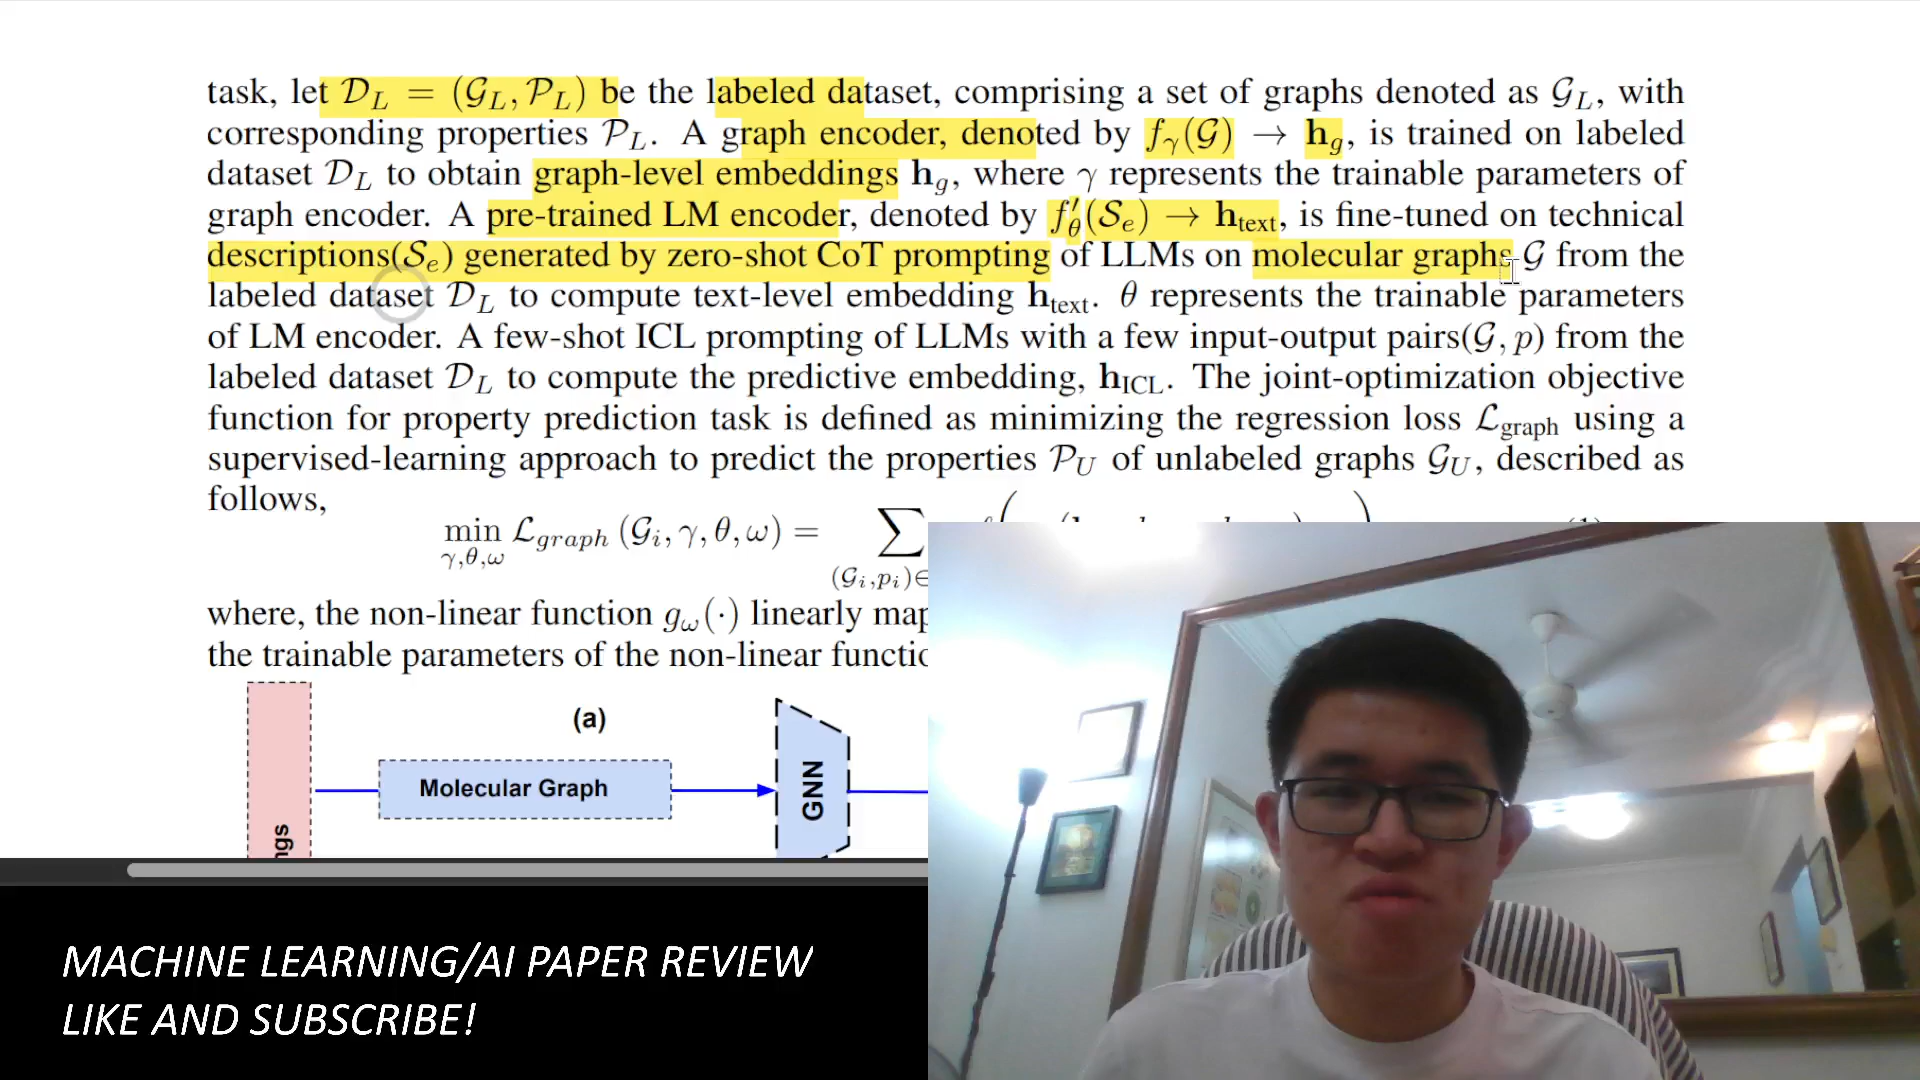 task, let 𝒟_L = (𝒢_L, 𝒫_L) be the labeled dataset, comprising a set of graphs denoted as 𝒢_L, with
corresponding properties 𝒫_L. A graph encoder, denoted by f_γ(𝒢) → h_g, is trained on labeled
dataset 𝒟_L to obtain graph-level embeddings h_g, where γ represents the trainable parameters of
graph encoder. A pre-trained LM encoder, denoted by f′_θ(𝒮_e) → h_text, is fine-tuned on technical
descriptions(𝒮_e) generated by zero-shot CoT prompting of LLMs on molecular graphs 𝒢 from the
labeled dataset 𝒟_L to compute text-level embedding h_text. θ represents the trainable parameters
of LM encoder. A few-shot ICL prompting of LLMs with a few input-output pairs(𝒢, p) from the
labeled dataset 𝒟_L to compute the predictive embedding, h_ICL. The joint-optimization objective
function for property prediction task is defined as minimizing the regression loss ℒ_graph using a
supervised-learning approach to predict the properties 𝒫_U of unlabeled graphs 𝒢_U, described as
follows,
min_{γ,θ,ω} ℒ_graph (𝒢_i, γ, θ, ω) = ∑_{(𝒢_i,p_i)∈
where, the non-linear function g_ω(·) linearly map
the trainable parameters of the non-linear functio
(a)
Molecular Graph
GNN
ngs
MACHINE LEARNING/AI PAPER REVIEW
LIKE AND SUBSCRIBE!